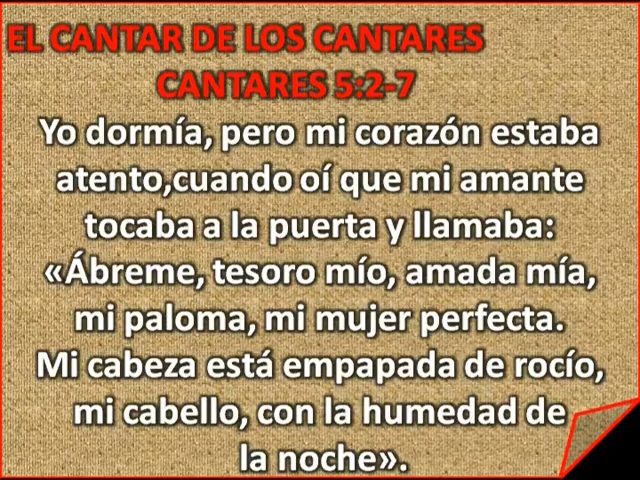 EL CANTAR DE LOS CANTARES
CANTARES 5:2-7
Yo dormía, pero mi corazón estaba
atento,cuando oí que mi amante
tocaba a la puerta y llamaba:
«Ábreme, tesoro mío, amada mía,
mi paloma, mi mujer perfecta.
Mi cabeza está empapada de rocío,
mi cabello, con la humedad de
la noche».